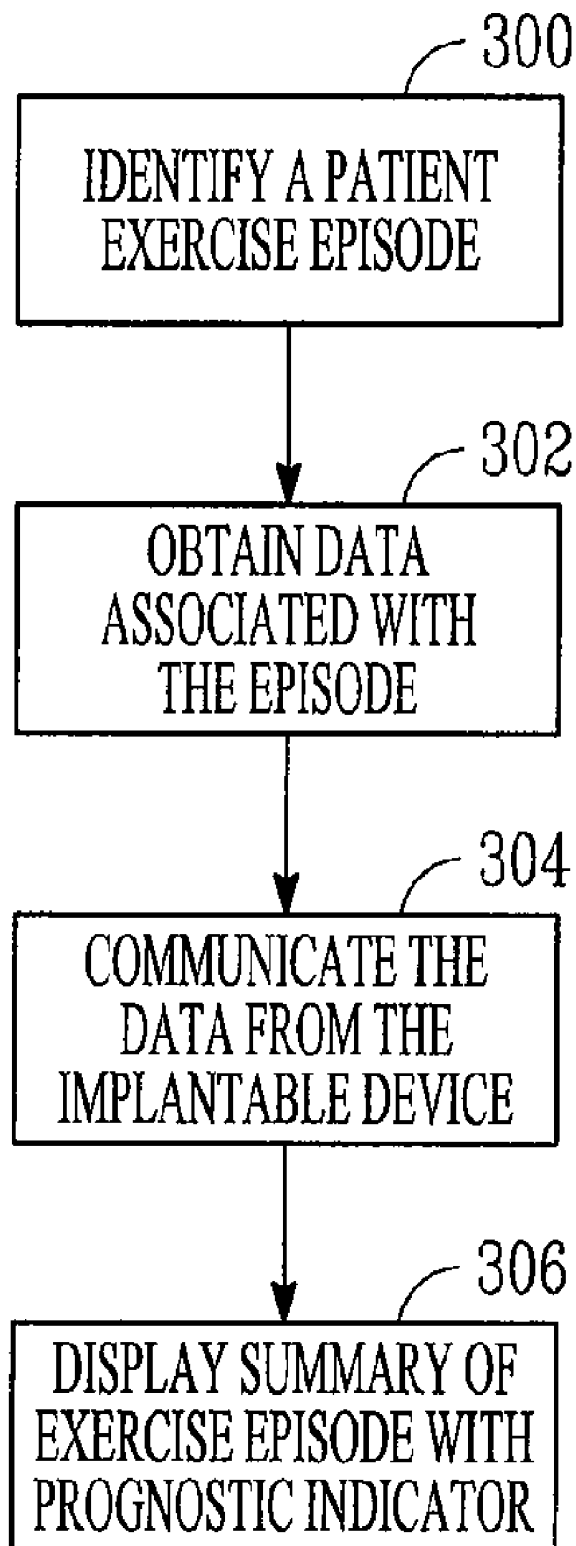 300
IDENTIFY A PATIENT
EXERCISE EPISODE
302
OBTAIN DATA
ASSOCIATED WITH
THE EPISODE
304
COMMUNICATE THE
DATA FROM THE
IMPLANTABLE DEVICE
306
DISPLAY SUMMARY OF
EXERCISE EPISODE WITH
PROGNOSTIC INDICATOR